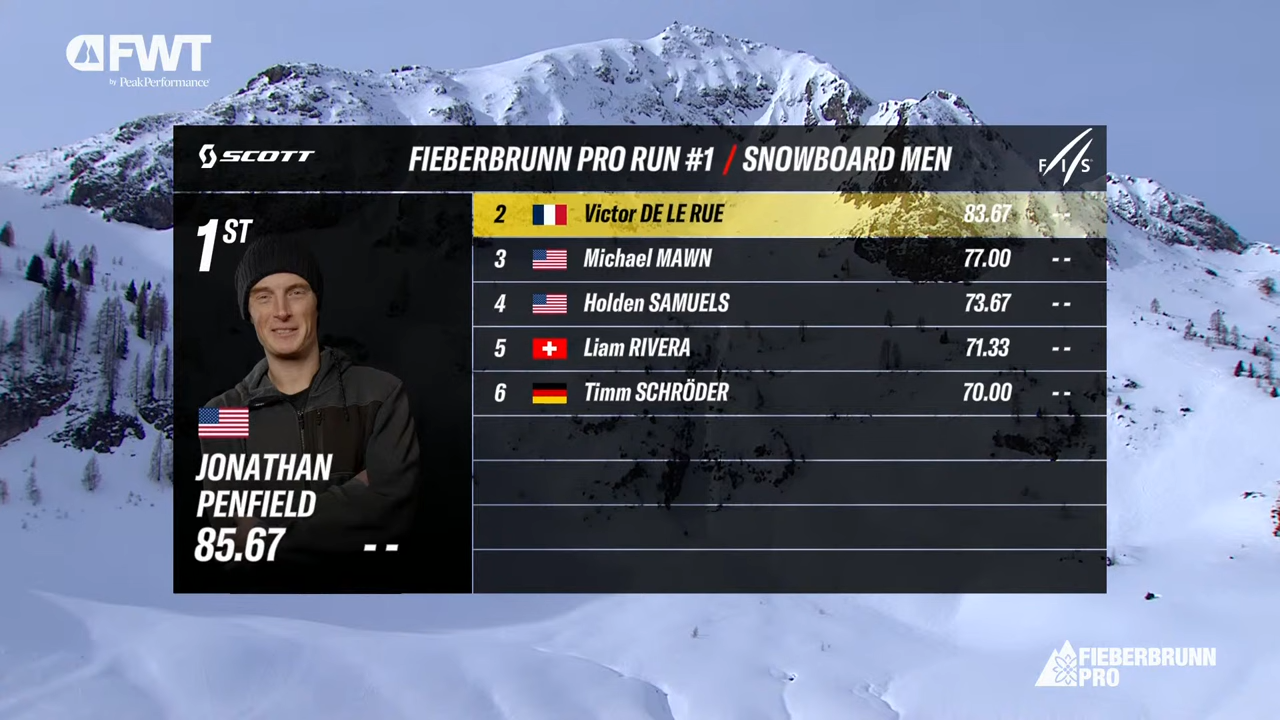 FWT
by PeakPerformance
SCOTT
FIEBERBRUNN PRO RUN #1 / SNOWBOARD MEN
FIS
1ST
JONATHAN
PENFIELD
85.67 --
2 Victor DE LE RUE 83.67 --
3 Michael MAWN 77.00 --
4 Holden SAMUELS 73.67 --
5 Liam RIVERA 71.33 --
6 Timm SCHRÖDER 70.00 --
FIEBERBRUNN
PRO